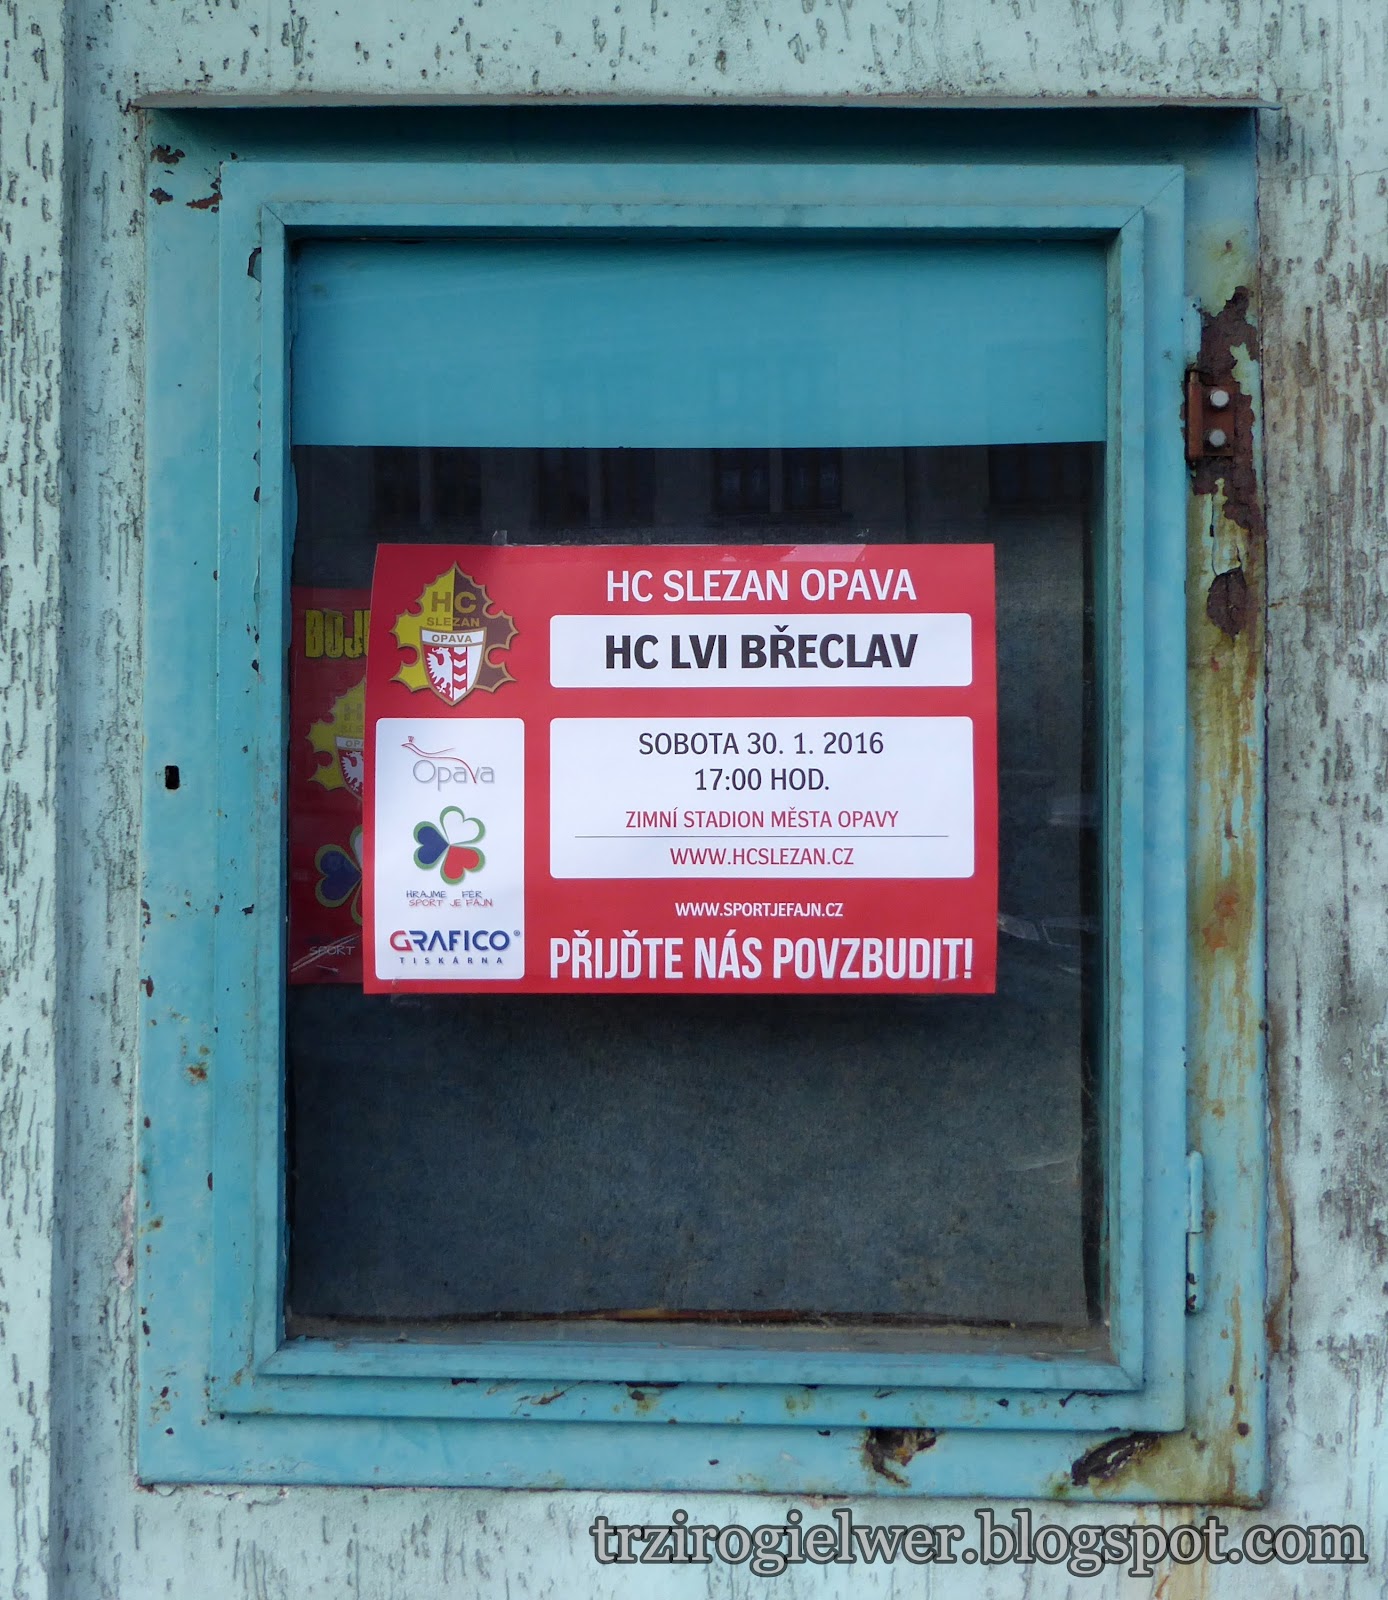 HC SLEZAN OPAVA
HC LVI BŘECLAV
SOBOTA 30. 1. 2016
17:00 HOD.
ZIMNÍ STADION MĚSTA OPAVY
WWW.HCSLEZAN.CZ
WWW.SPORTJEFAJN.CZ
PŘIJĎTE NÁS POVZBUDIT!
HC
SLEZAN
OPAVA
Opava
HRAJME FÉR
SPORT JE FAJN
GRAFICO®
TISKÁRNA
SPORT
trzirogielwer.blogspot.com